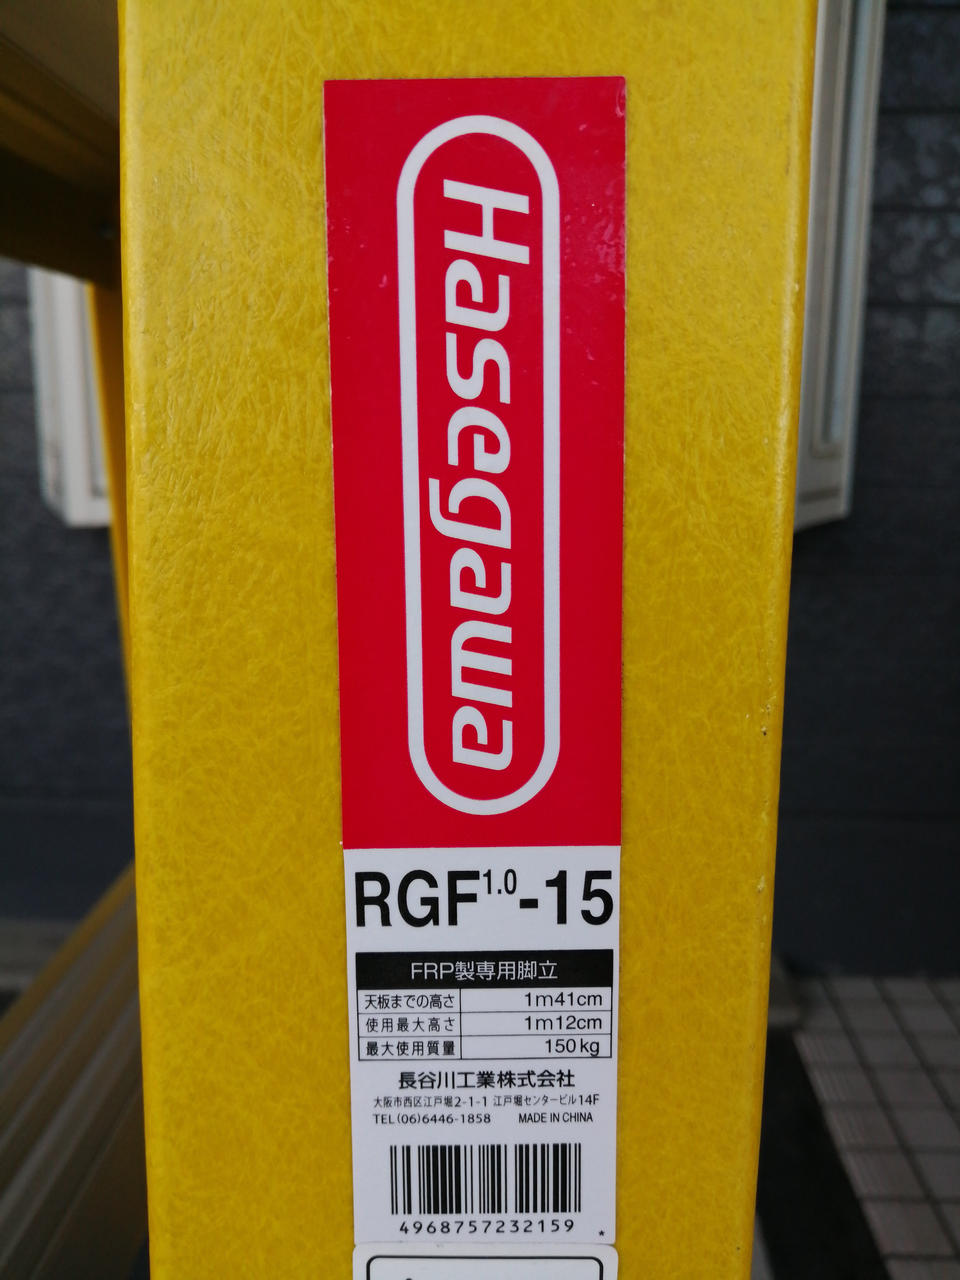 Hasegawa
RGF1.0-15
FRP製専用脚立
天板までの高さ 1m41cm
使用最大高さ 1m12cm
最大使用質量 150kg
長谷川工業株式会社
大阪市西区江戸堀2-1-1 江戸堀センタービル14F
TEL(06)6446-1858 MADE IN CHINA
4968757232159 *